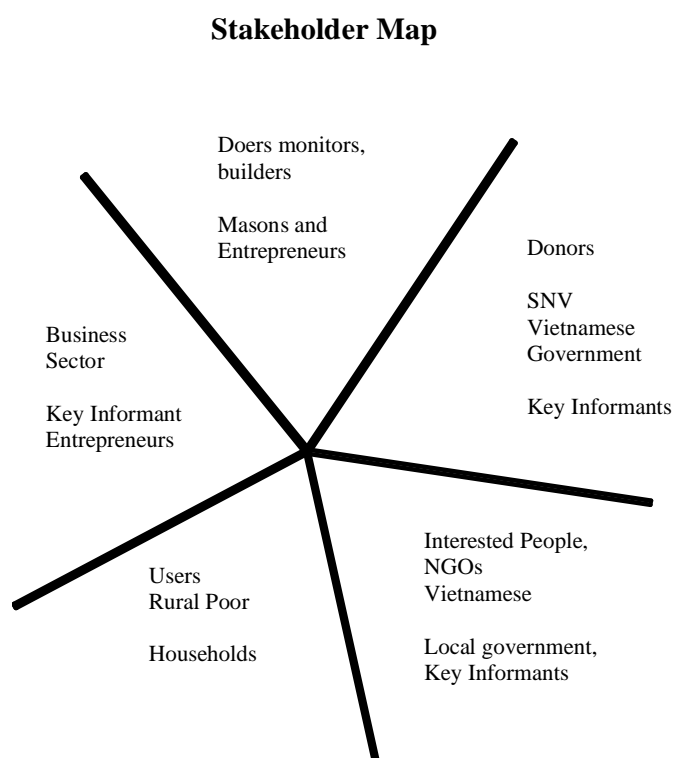 Stakeholder Map
Doers monitors,
builders
Masons and
Entrepreneurs
Donors
SNV
Vietnamese
Government
Key Informants
Business
Sector
Key Informant
Entrepreneurs
Interested People,
NGOs
Vietnamese
Local government,
Key Informants
Users
Rural Poor
Households